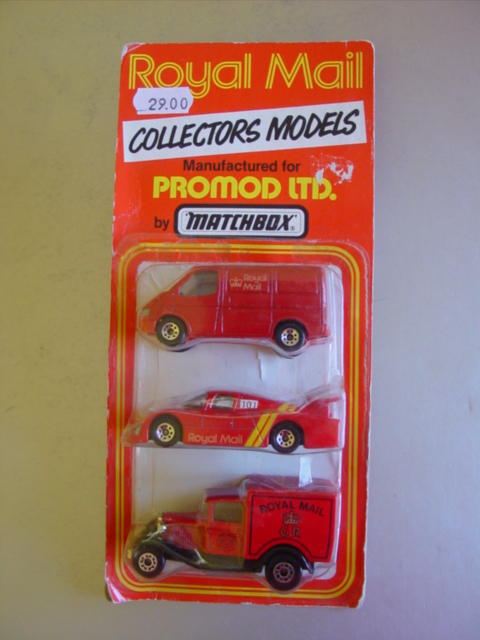 Royal Mail
29.00
COLLECTORS MODELS
Manufactured for
PROMOD LTD.
by MATCHBOX®
Royal
Mail
101
Royal Mail
ROYAL MAIL